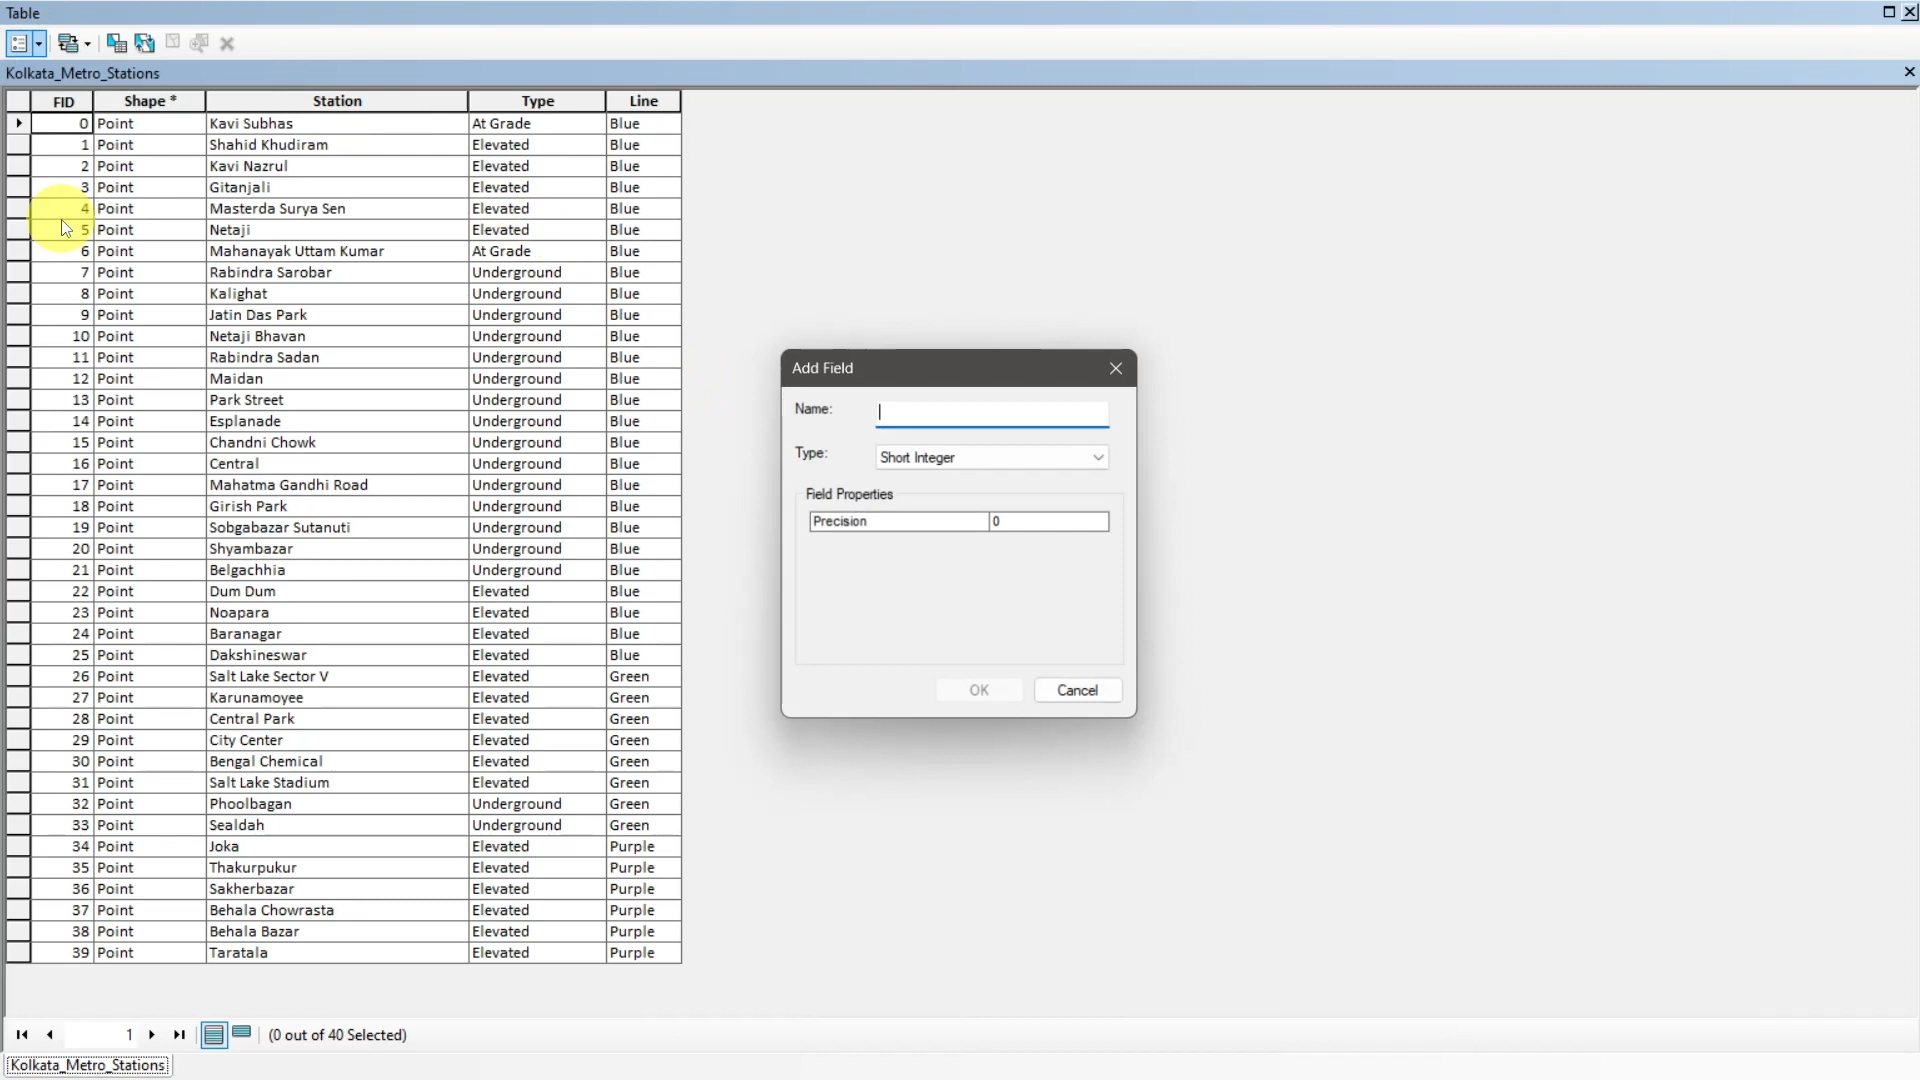 Table
Kolkata_Metro_Stations
FID Shape * Station Type Line
0 Point Kavi Subhas At Grade Blue
1 Point Shahid Khudiram Elevated Blue
2 Point Kavi Nazrul Elevated Blue
3 Point Gitanjali Elevated Blue
4 Point Masterda Surya Sen Elevated Blue
5 Point Netaji Elevated Blue
6 Point Mahanayak Uttam Kumar At Grade Blue
7 Point Rabindra Sarobar Underground Blue
8 Point Kalighat Underground Blue
9 Point Jatin Das Park Underground Blue
10 Point Netaji Bhavan Underground Blue
11 Point Rabindra Sadan Underground Blue
12 Point Maidan Underground Blue
13 Point Park Street Underground Blue
14 Point Esplanade Underground Blue
15 Point Chandni Chowk Underground Blue
16 Point Central Underground Blue
17 Point Mahatma Gandhi Road Underground Blue
18 Point Girish Park Underground Blue
19 Point Sobgabazar Sutanuti Underground Blue
20 Point Shyambazar Underground Blue
21 Point Belgachhia Underground Blue
22 Point Dum Dum Elevated Blue
23 Point Noapara Elevated Blue
24 Point Baranagar Elevated Blue
25 Point Dakshineswar Elevated Blue
26 Point Salt Lake Sector V Elevated Green
27 Point Karunamoyee Elevated Green
28 Point Central Park Elevated Green
29 Point City Center Elevated Green
30 Point Bengal Chemical Elevated Green
31 Point Salt Lake Stadium Elevated Green
32 Point Phoolbagan Underground Green
33 Point Sealdah Underground Green
34 Point Joka Elevated Purple
35 Point Thakurpukur Elevated Purple
36 Point Sakherbazar Elevated Purple
37 Point Behala Chowrasta Elevated Purple
38 Point Behala Bazar Elevated Purple
39 Point Taratala Elevated Purple
Add Field
Name:
Type: Short Integer
Field Properties
Precision 0
OK Cancel
1 (0 out of 40 Selected)
Kolkata_Metro_Stations